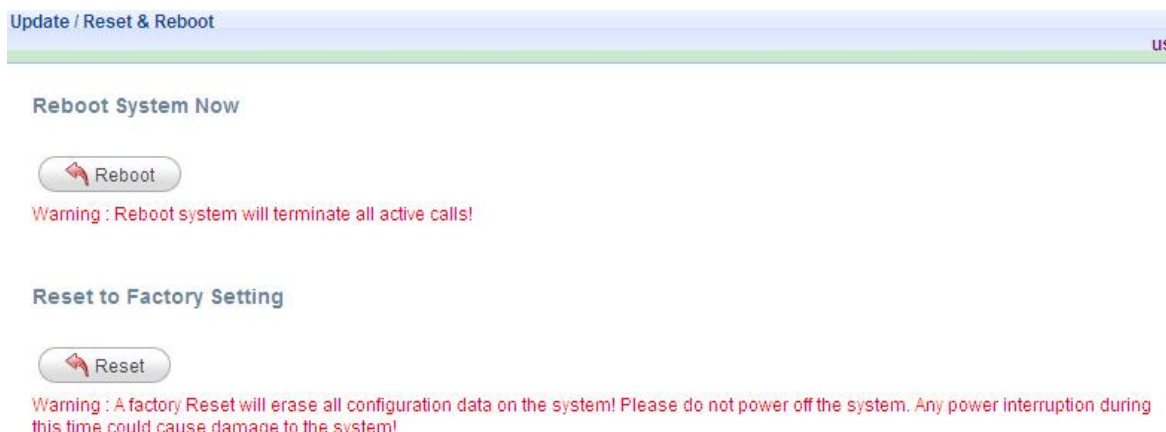 Update / Reset & Reboot
Reboot System Now
Reboot
Warning : Reboot system will terminate all active calls!
Reset to Factory Setting
Reset
Warning : A factory Reset will erase all configuration data on the system! Please do not power off the system. Any power interruption during
this time could cause damage to the system!